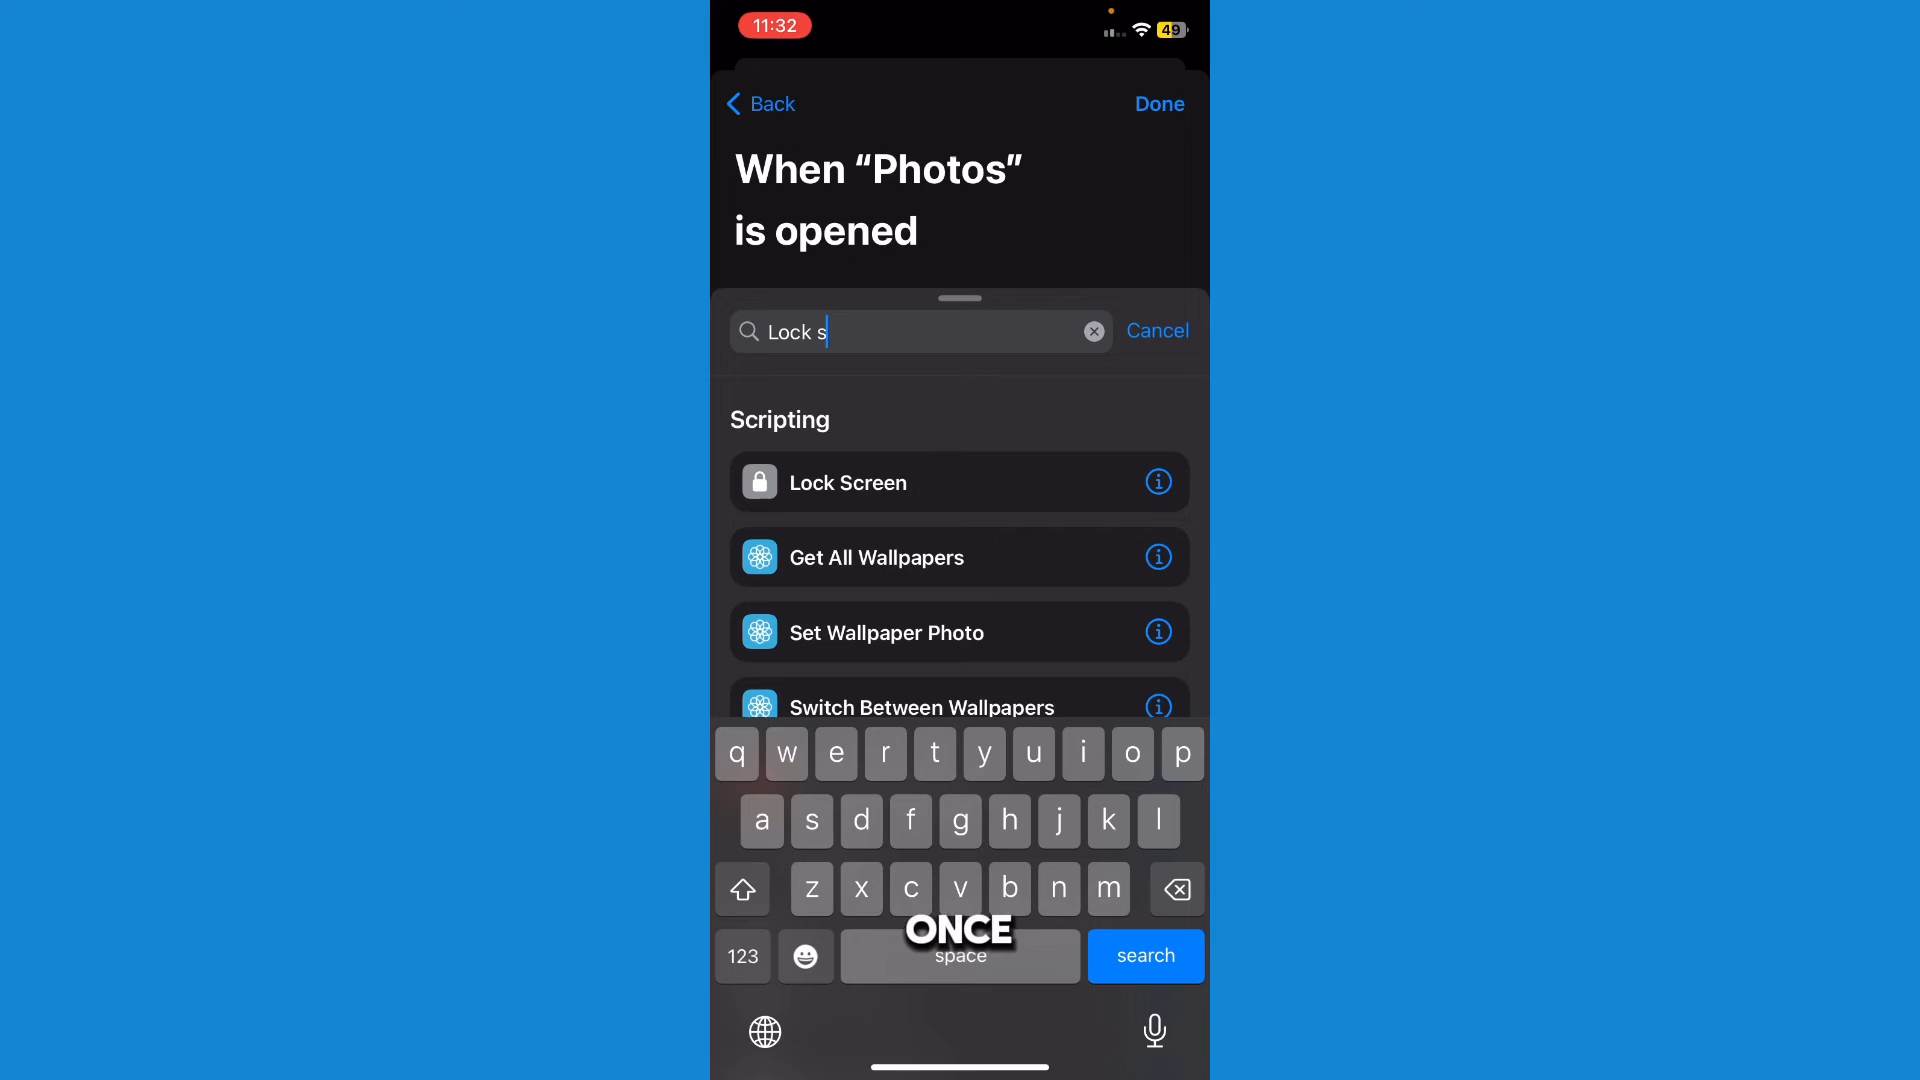 11:32
49
Back
Done
When “Photos”
is opened
Lock s
Cancel
Scripting
Lock Screen
Get All Wallpapers
Set Wallpaper Photo
Switch Between Wallpapers
q w e r t y u i o p
a s d f g h j k l
z x c v b n m
ONCE
123
space
search